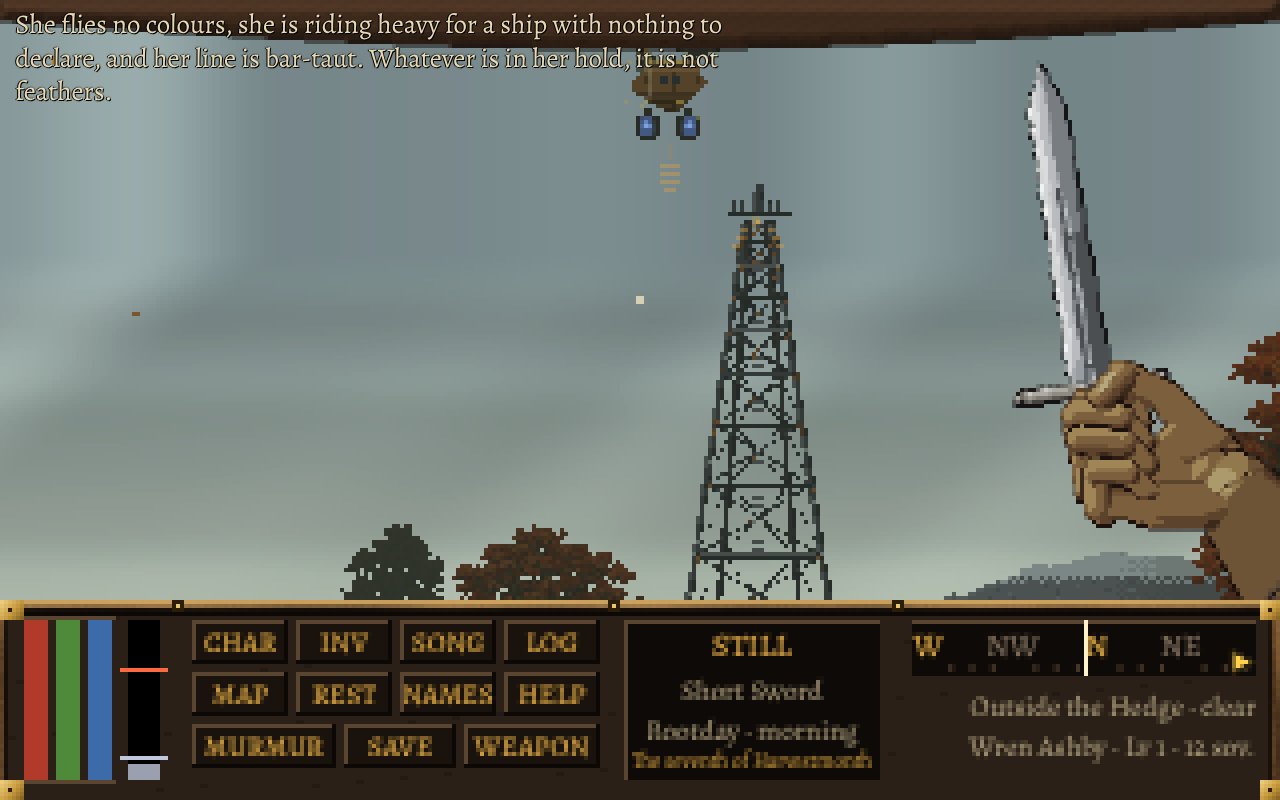 She flies no colours, she is riding heavy for a ship with nothing to
declare, and her line is bar-taut. Whatever is in her hold, it is not
feathers.
CHAR INV SONG LOG
MAP REST NAMES HELP
MURMUR SAVE WEAPON
STILL
Short Sword
Rootday - morning
The seventh of Harvestmonth
W NW N NE
Outside the Hedge - clear
Wren Ashby - Lv 1 - 12 sov.